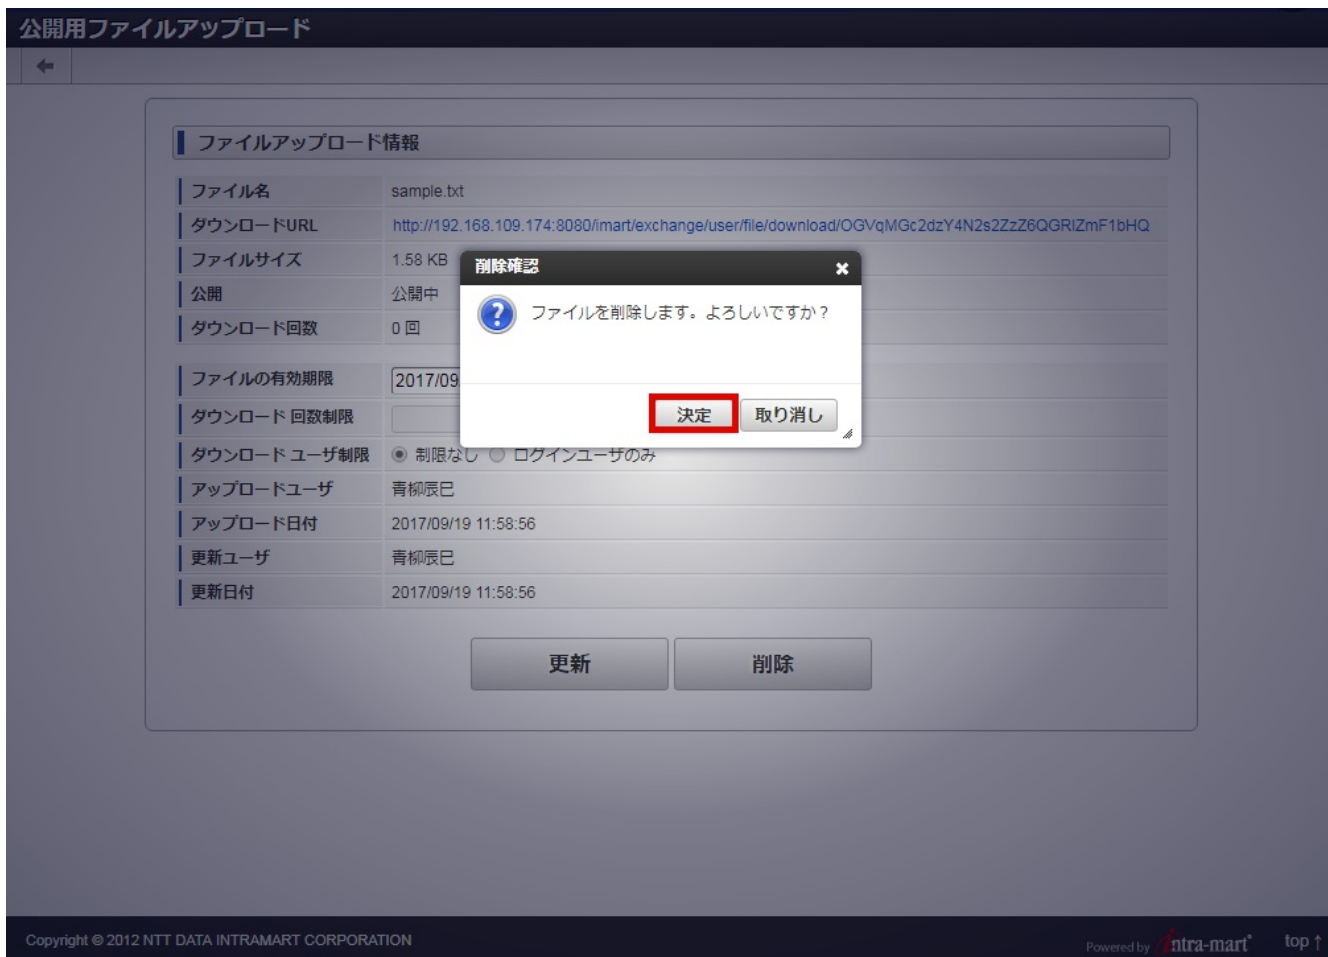 公開用ファイルアップロード
ファイルアップロード情報
ファイル名 sample.txt
ダウンロードURL http://192.168.109.174:8080/imart/exchange/user/file/download/OGVqMGc2dzY4N2s2ZzZ6QGRlZmF1bHQ
ファイルサイズ 1.58 KB
公開 公開中
ダウンロード回数 0 回
削除確認
ファイルを削除します。よろしいですか?
決定 取り消し
ファイルの有効期限 2017/09
ダウンロード 回数制限
ダウンロード ユーザ制限 制限なし ログインユーザのみ
アップロードユーザ 青柳辰巳
アップロード日付 2017/09/19 11:58:56
更新ユーザ 青柳辰巳
更新日付 2017/09/19 11:58:56
更新 削除
Copyright © 2012 NTT DATA INTRAMART CORPORATION
Powered by intra-mart top ↑